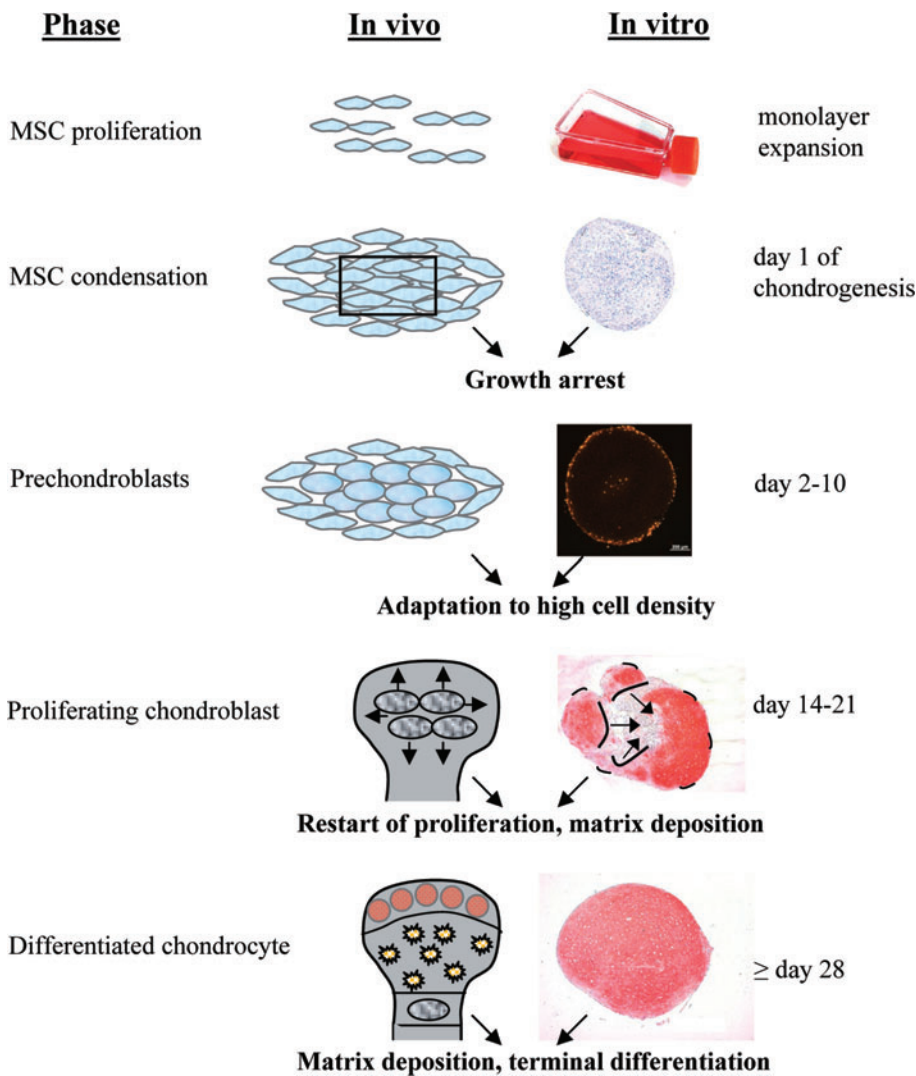 Phase In vivo In vitro
MSC proliferation
monolayer
expansion
MSC condensation
day 1 of
chondrogenesis
Growth arrest
Prechondroblasts
day 2-10
Adaptation to high cell density
Proliferating chondroblast
day 14-21
Restart of proliferation, matrix deposition
Differentiated chondrocyte
≥ day 28
Matrix deposition, terminal differentiation